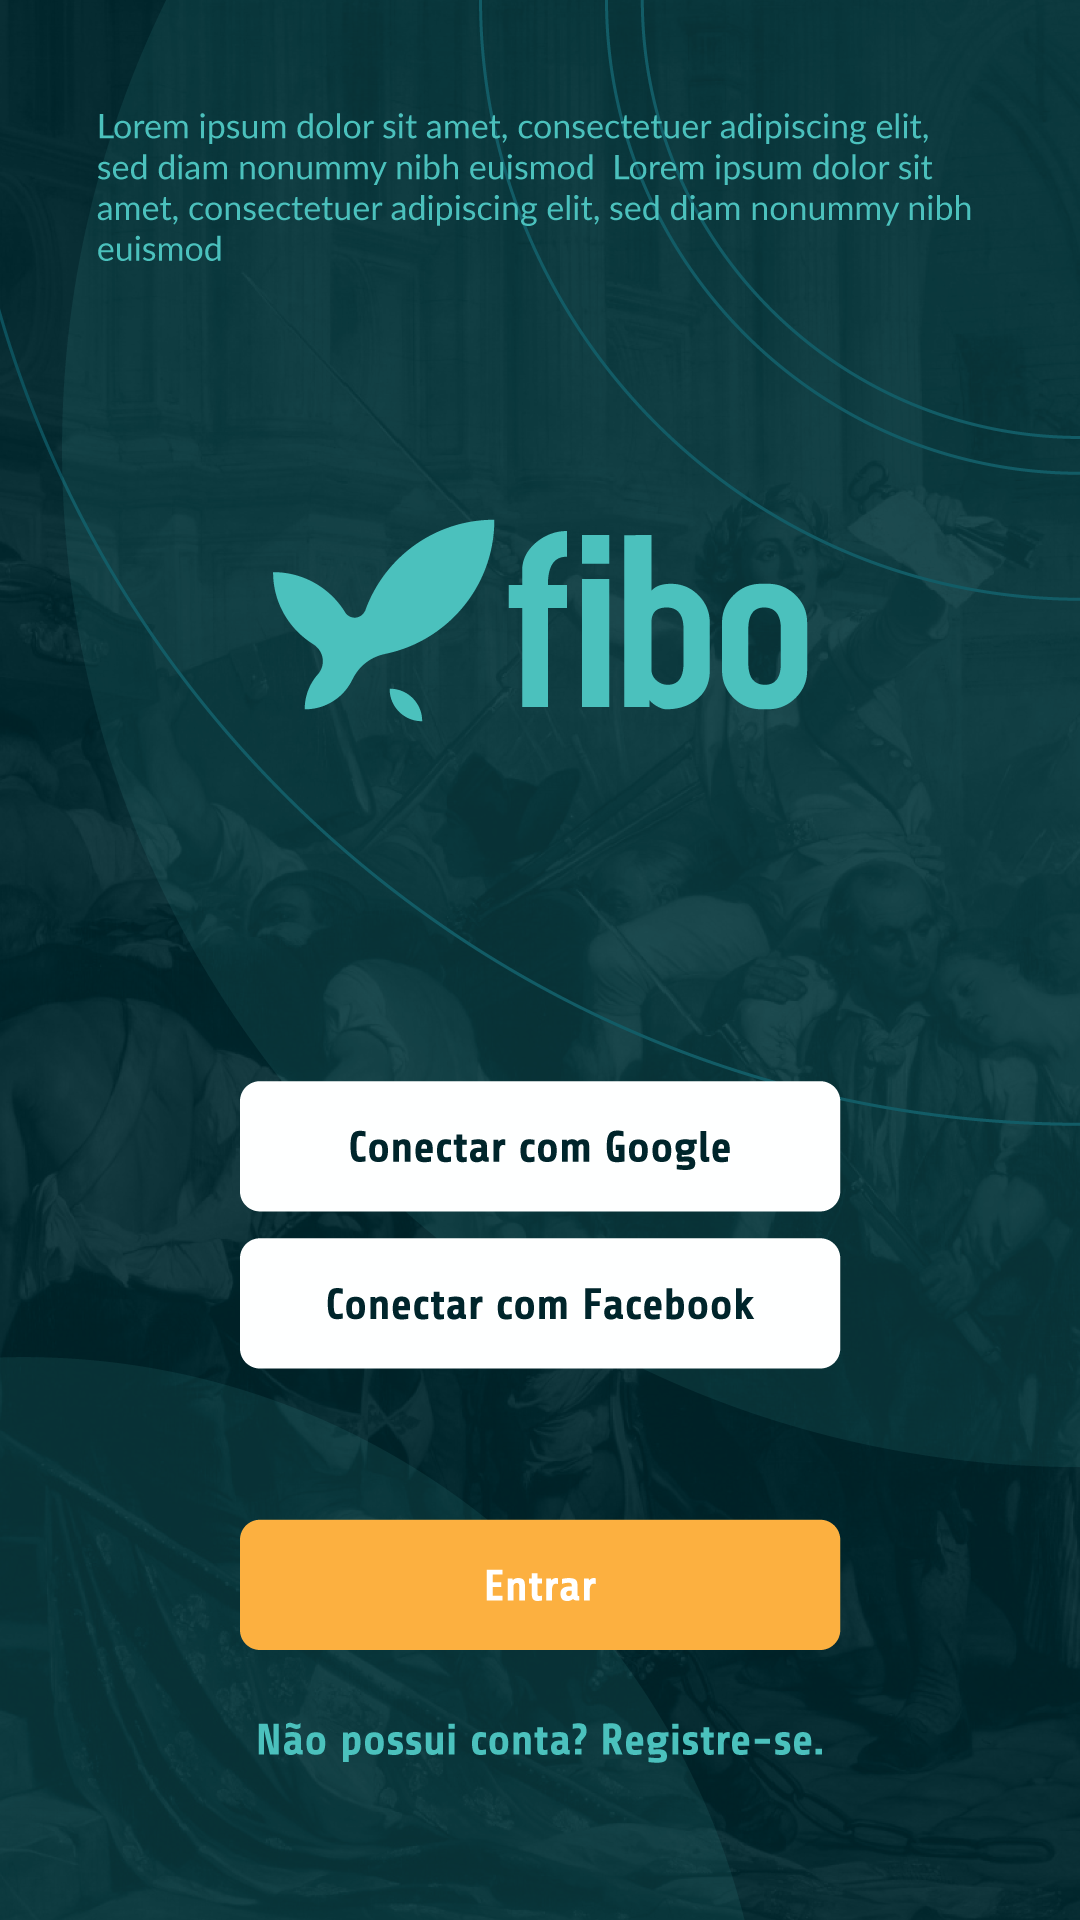 Lorem ipsum dolor sit amet, consectetuer adipiscing elit,
sed diam nonummy nibh euismod  Lorem ipsum dolor sit
amet, consectetuer adipiscing elit, sed diam nonummy nibh
euismod
fibo
Conectar com Google
Conectar com Facebook
Entrar
Não possui conta? Registre-se.